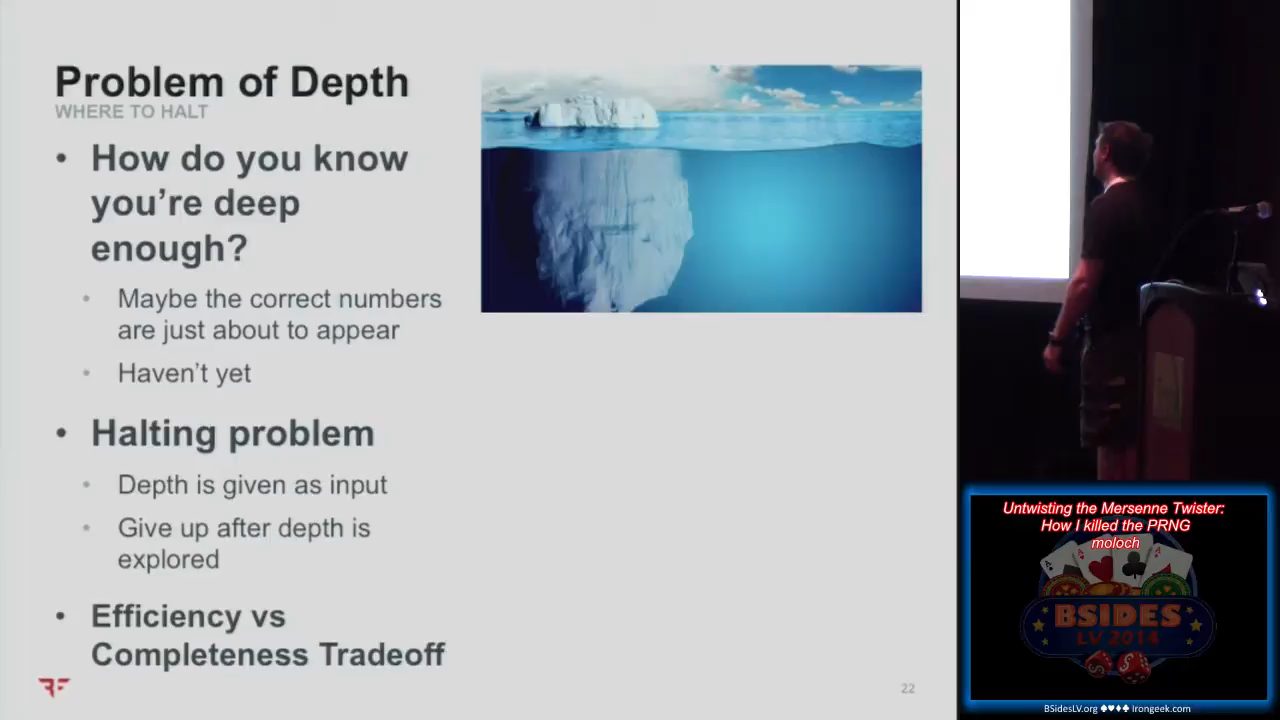 Problem of Depth
WHERE TO HALT
• How do you know
you’re deep
enough?
• Maybe the correct numbers
are just about to appear
• Haven’t yet
• Halting problem
• Depth is given as input
• Give up after depth is
explored
• Efficiency vs
Completeness Tradeoff
22
Untwisting the Mersenne Twister:
How I killed the PRNG
moloch
BSIDES
LV 2014
BSidesLV.org ♠♥♦♣ Irongeek.com